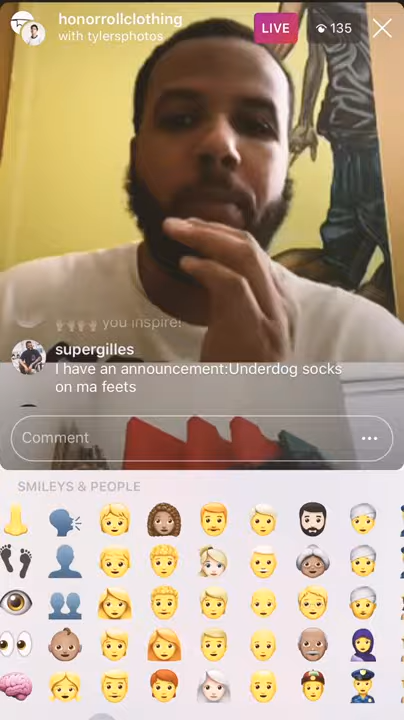 honorrollclothing
with tylersphotos
LIVE
135
you inspire!
supergilles
I have an announcement:Underdog socks
on ma feets
Comment
SMILEYS & PEOPLE